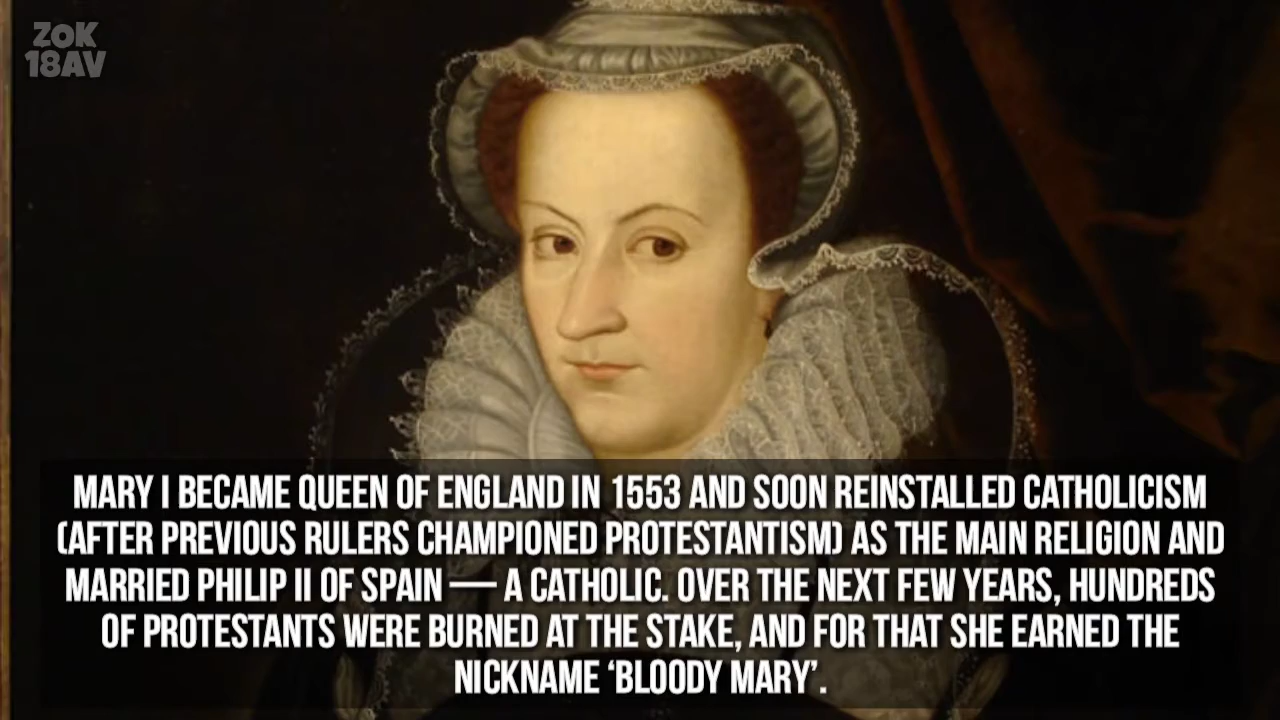 ZOK
18AV
MARY I BECAME QUEEN OF ENGLAND IN 1553 AND SOON REINSTALLED CATHOLICISM
(AFTER PREVIOUS RULERS CHAMPIONED PROTESTANTISM) AS THE MAIN RELIGION AND
MARRIED PHILIP II OF SPAIN — A CATHOLIC. OVER THE NEXT FEW YEARS, HUNDREDS
OF PROTESTANTS WERE BURNED AT THE STAKE, AND FOR THAT SHE EARNED THE
NICKNAME ‘BLOODY MARY’.